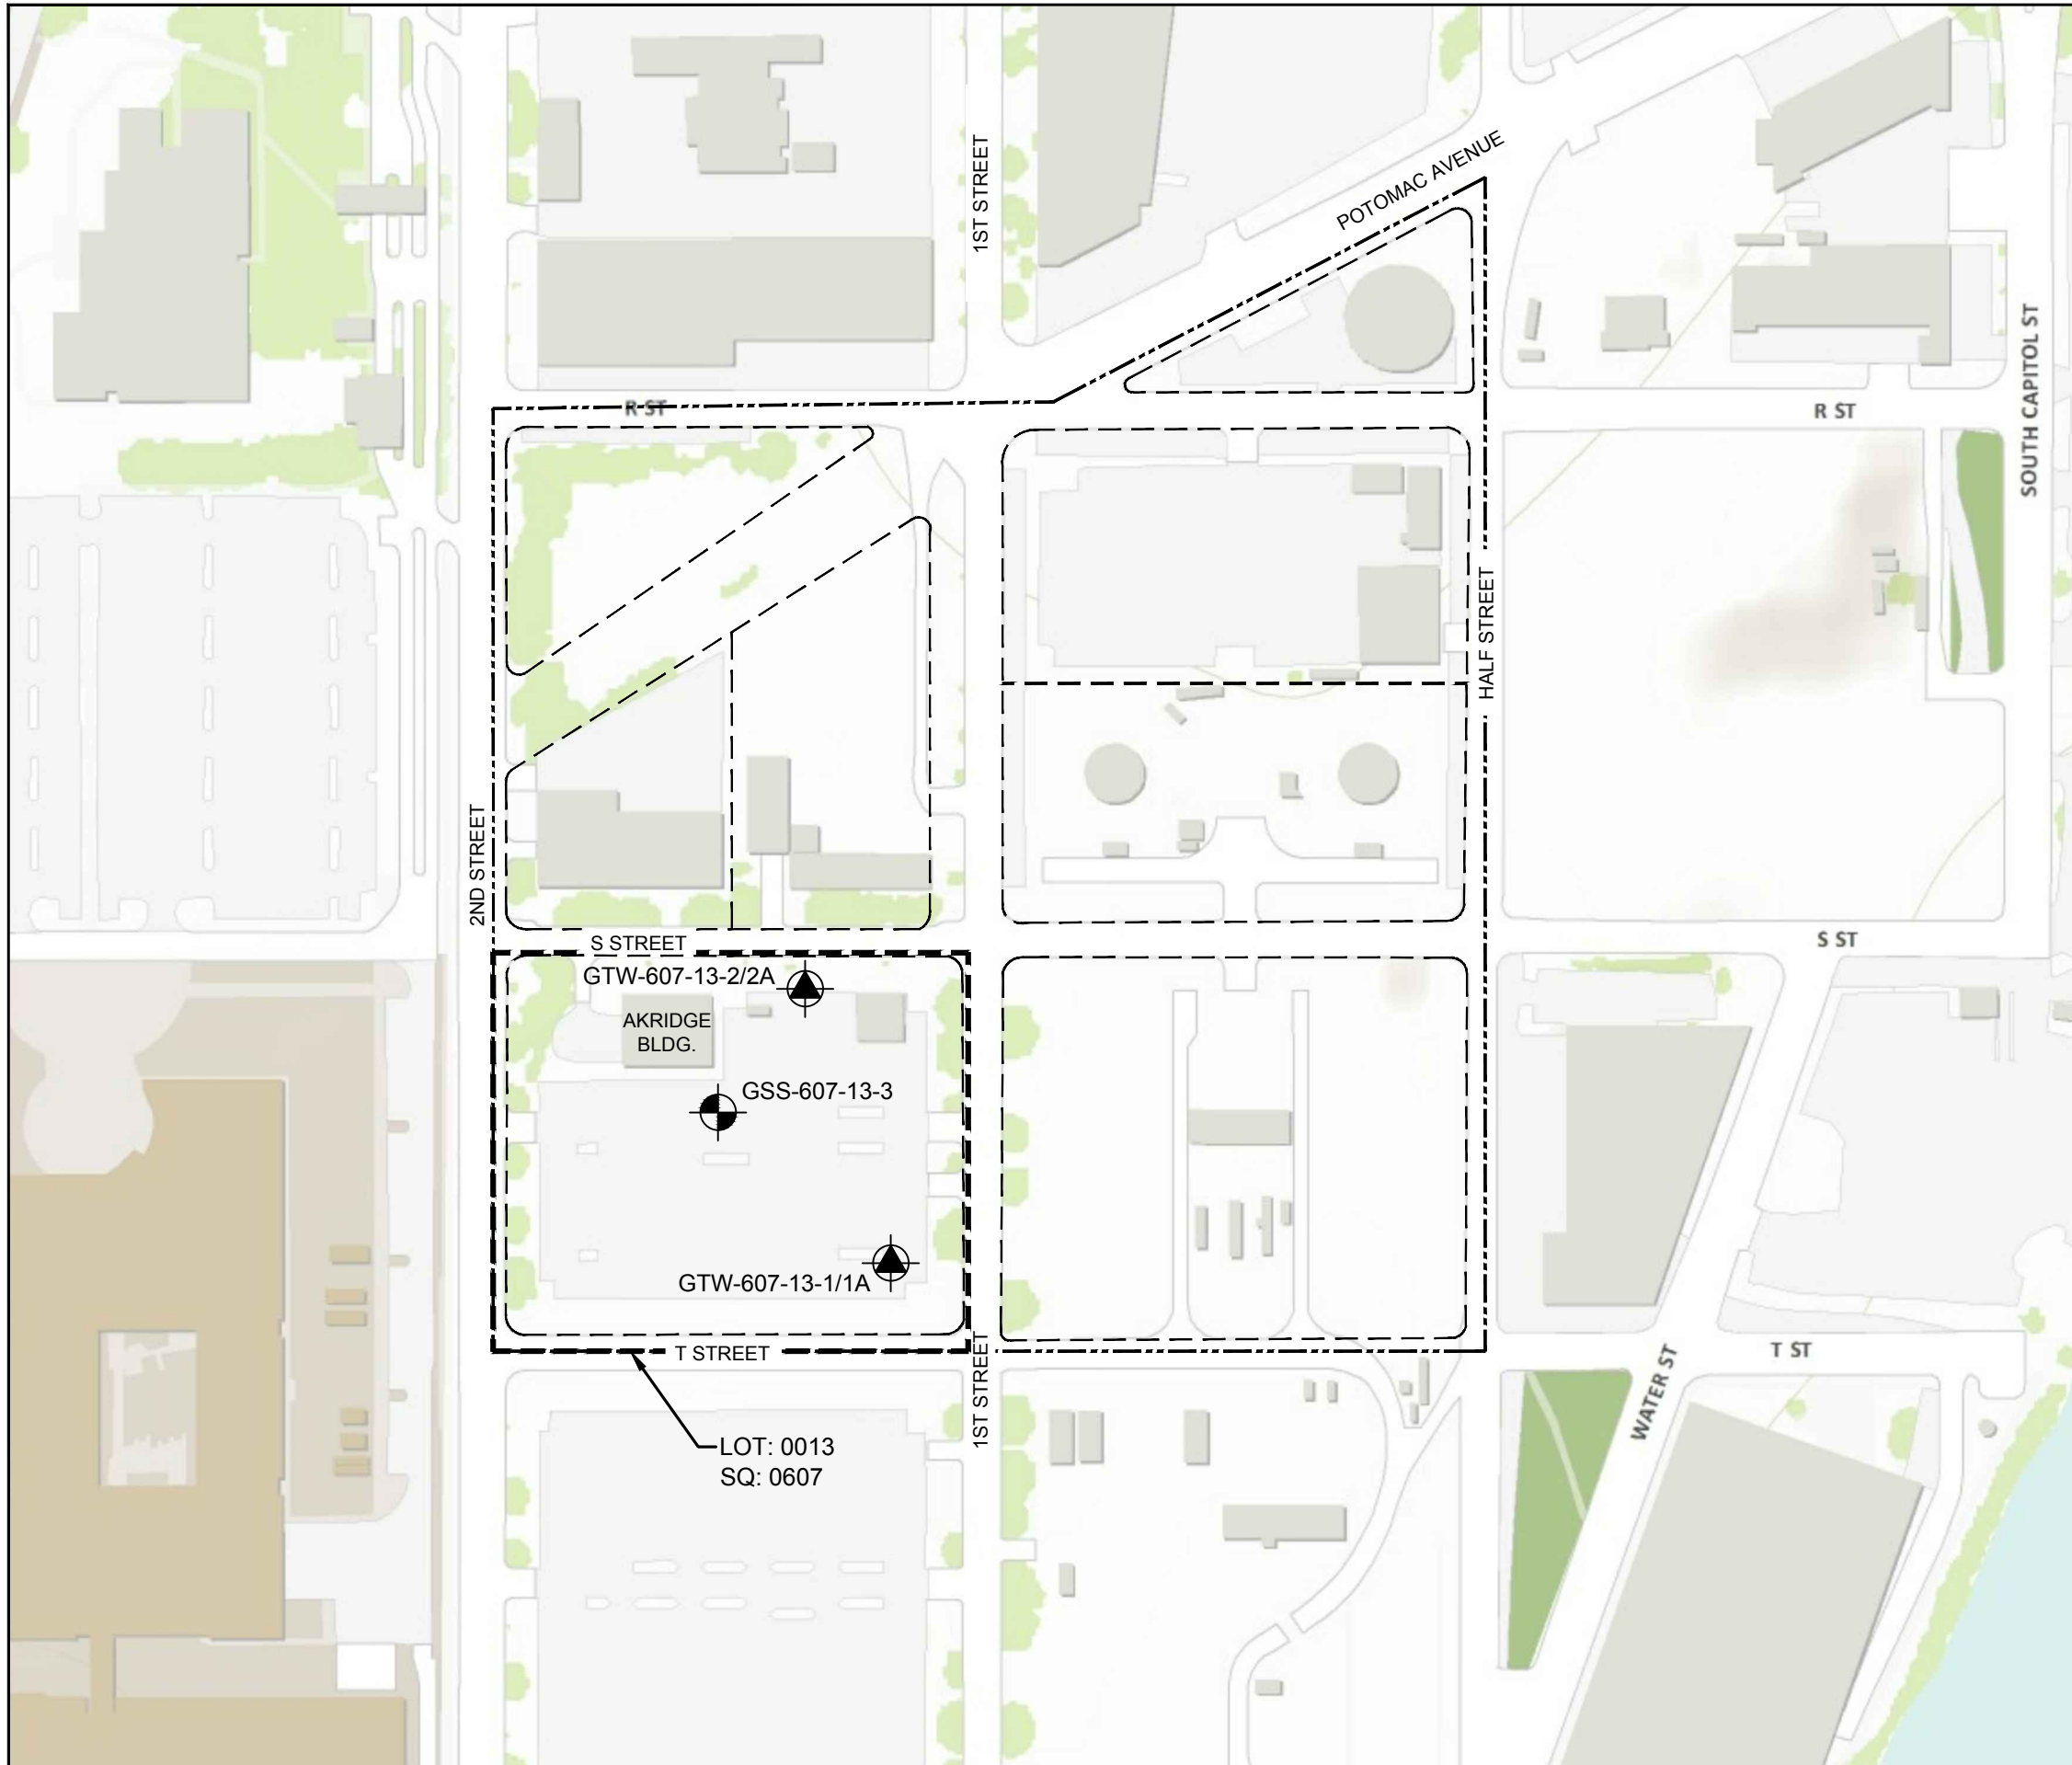 1ST STREET
POTOMAC AVENUE
SOUTH CAPITOL ST
R ST
R ST
HALF STREET
2ND STREET
S STREET
S ST
GTW-607-13-2/2A
AKRIDGE
BLDG.
GSS-607-13-3
GTW-607-13-1/1A
T STREET
1ST STREET
T ST
WATER ST
LOT: 0013
SQ: 0607